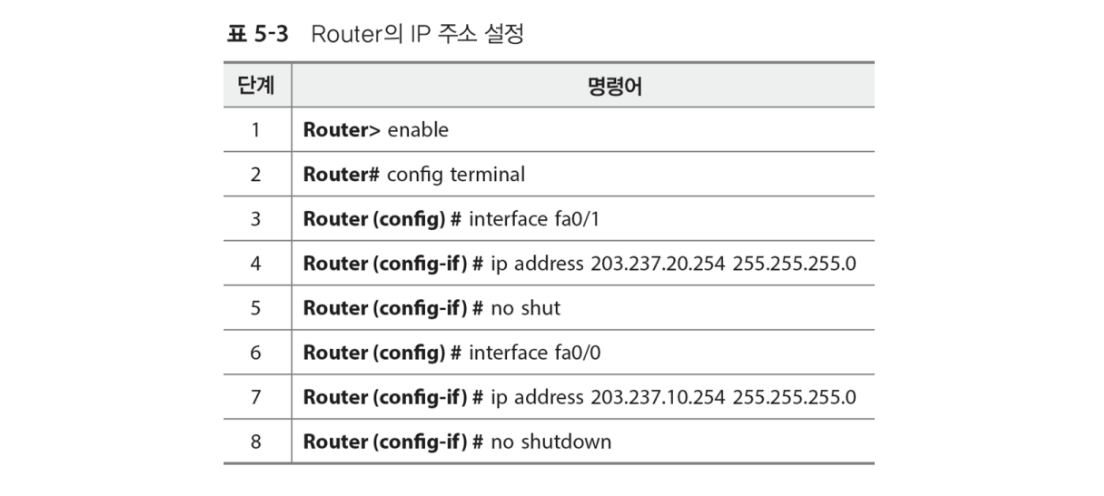 표 5-3 Router의 IP 주소 설정
단계 명령어
1 Router> enable
2 Router# config terminal
3 Router (config) # interface fa0/1
4 Router (config-if) # ip address 203.237.20.254 255.255.255.0
5 Router (config-if) # no shut
6 Router (config) # interface fa0/0
7 Router (config-if) # ip address 203.237.10.254 255.255.255.0
8 Router (config-if) # no shutdown